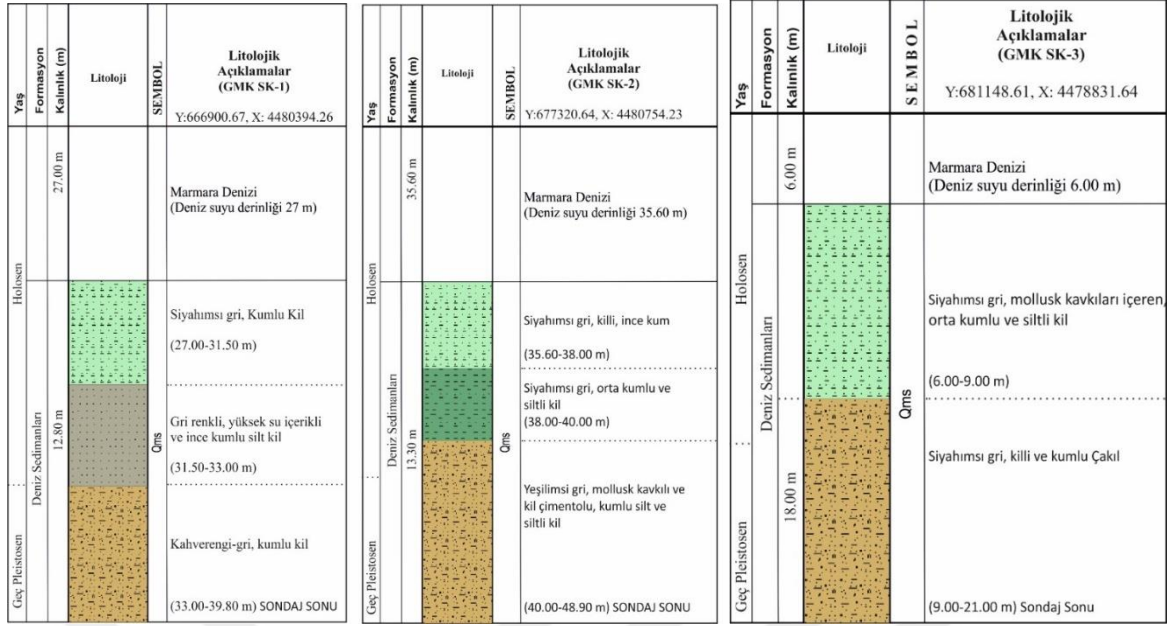 Yaş
Formasyon
Kalınlık (m)
Litoloji
SEMBOL
Litolojik
Açıklamalar
(GMK SK-1)
Y:666900.67, X: 4480394.26
27.00 m
Marmara Denizi
(Deniz suyu derinliği 27 m)
Holosen
Geç Pleistosen
Deniz Sedimanları
12.80 m
Qms
Siyahımsı gri, Kumlu Kil
(27.00-31.50 m)
Gri renkli, yüksek su içerikli
ve ince kumlu silt kil
(31.50-33.00 m)
Kahverengi-gri, kumlu kil
(33.00-39.80 m) SONDAJ SONU
Yaş
Formasyon
Kalınlık (m)
Litoloji
SEMBOL
Litolojik
Açıklamalar
(GMK SK-2)
Y:677320.64, X: 4480754.23
35.60 m
Marmara Denizi
(Deniz suyu derinliği 35.60 m)
Holosen
Geç Pleistosen
Deniz Sedimanları
13.30 m
Qms
Siyahımsı gri, killi, ince kum
(35.60-38.00 m)
Siyahımsı gri, orta kumlu ve
siltli kil
(38.00-40.00 m)
Yeşilimsi gri, mollusk kavkılı ve
kil çimentolu, kumlu silt ve
siltli kil
(40.00-48.90 m) SONDAJ SONU
Yaş
Formasyon
Kalınlık (m)
Litoloji
SEMBOL
Litolojik
Açıklamalar
(GMK SK-3)
Y:681148.61, X: 4478831.64
6.00 m
Marmara Denizi
(Deniz suyu derinliği 6.00 m)
Holosen
Geç Pleistosen
Deniz Sedimanları
18.00 m
Qms
Siyahımsı gri, mollusk kavkıları içeren,
orta kumlu ve siltli kil
(6.00-9.00 m)
Siyahımsı gri, killi ve kumlu Çakıl
(9.00-21.00 m) Sondaj Sonu